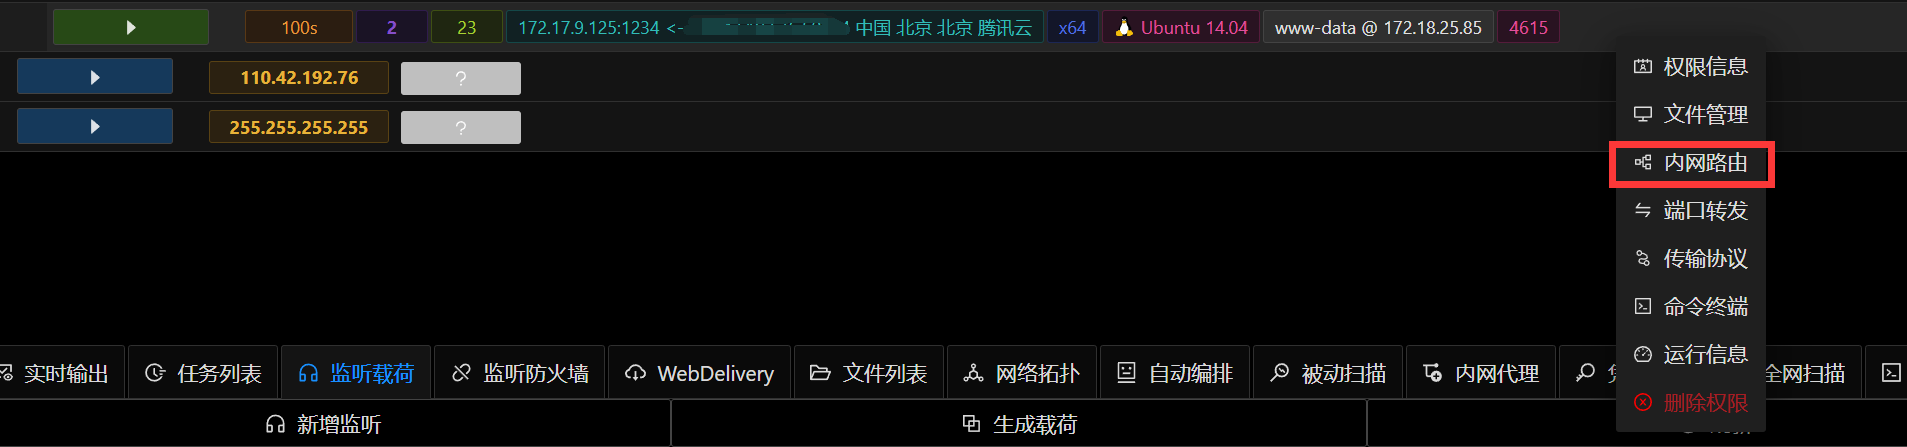 100s 2 23 172.17.9.125:1234 <- 中国 北京 北京 腾讯云 x64 Ubuntu 14.04 www-data @ 172.18.25.85 4615
110.42.192.76 ?
255.255.255.255 ?
权限信息
文件管理
内网路由
端口转发
传输协议
命令终端
运行信息
删除权限
实时输出 任务列表 监听载荷 监听防火墙 WebDelivery 文件列表 网络拓扑 自动编排 被动扫描 内网代理 全网扫描
新增监听 生成载荷